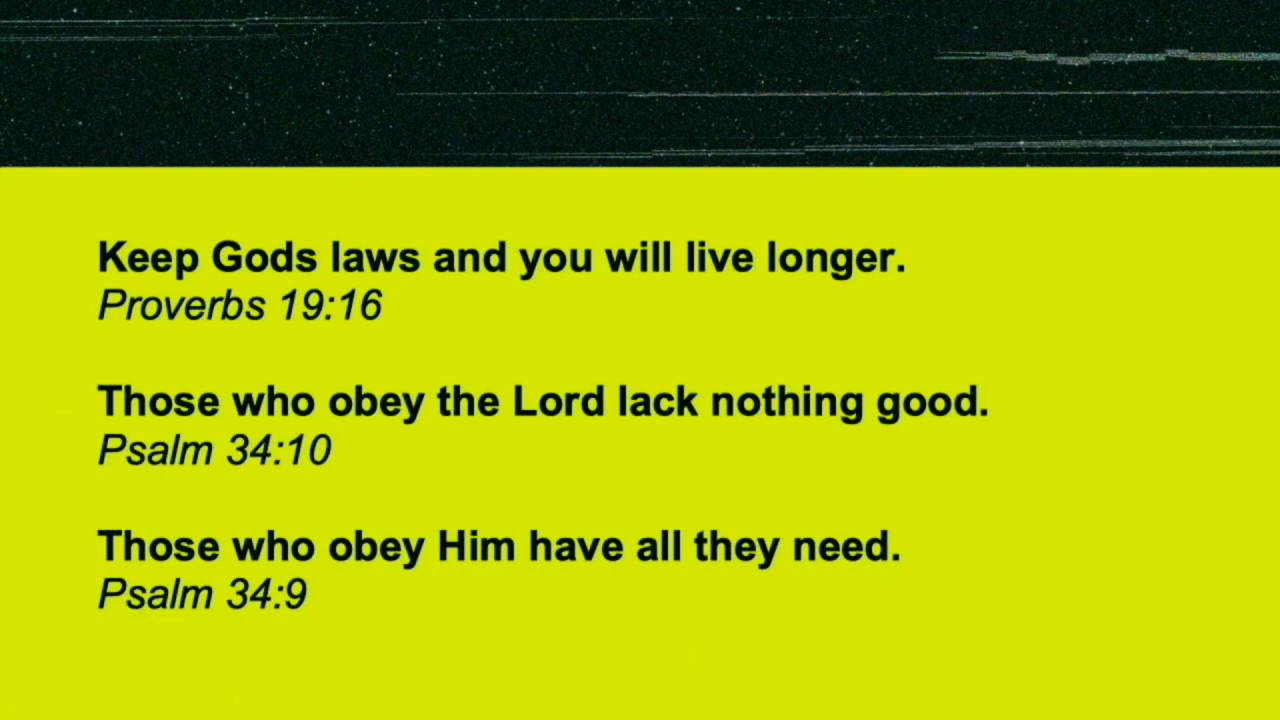 Keep Gods laws and you will live longer.
Proverbs 19:16
Those who obey the Lord lack nothing good.
Psalm 34:10
Those who obey Him have all they need.
Psalm 34:9